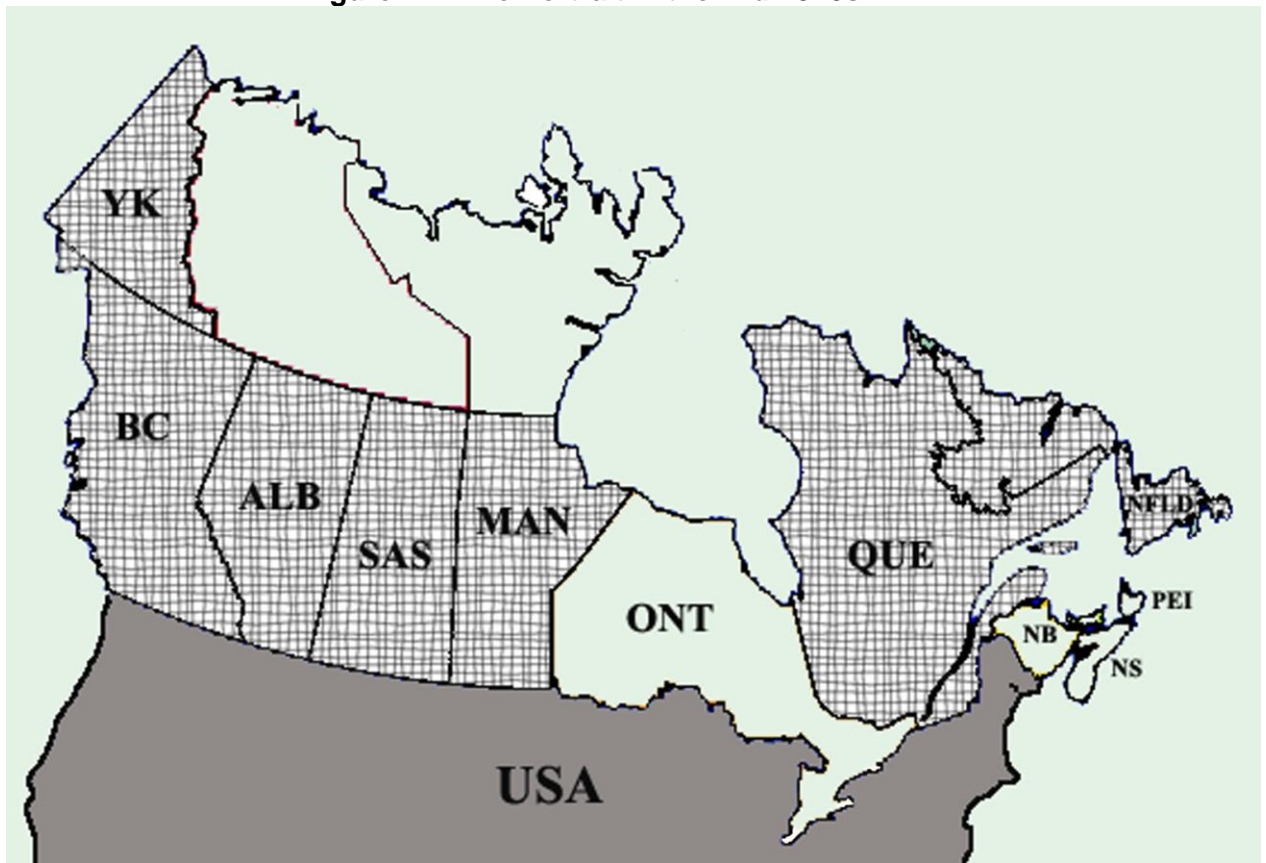 YK
BC
ALB
SAS
MAN
ONT
QUE
NFLD
PEI
NB
NS
USA